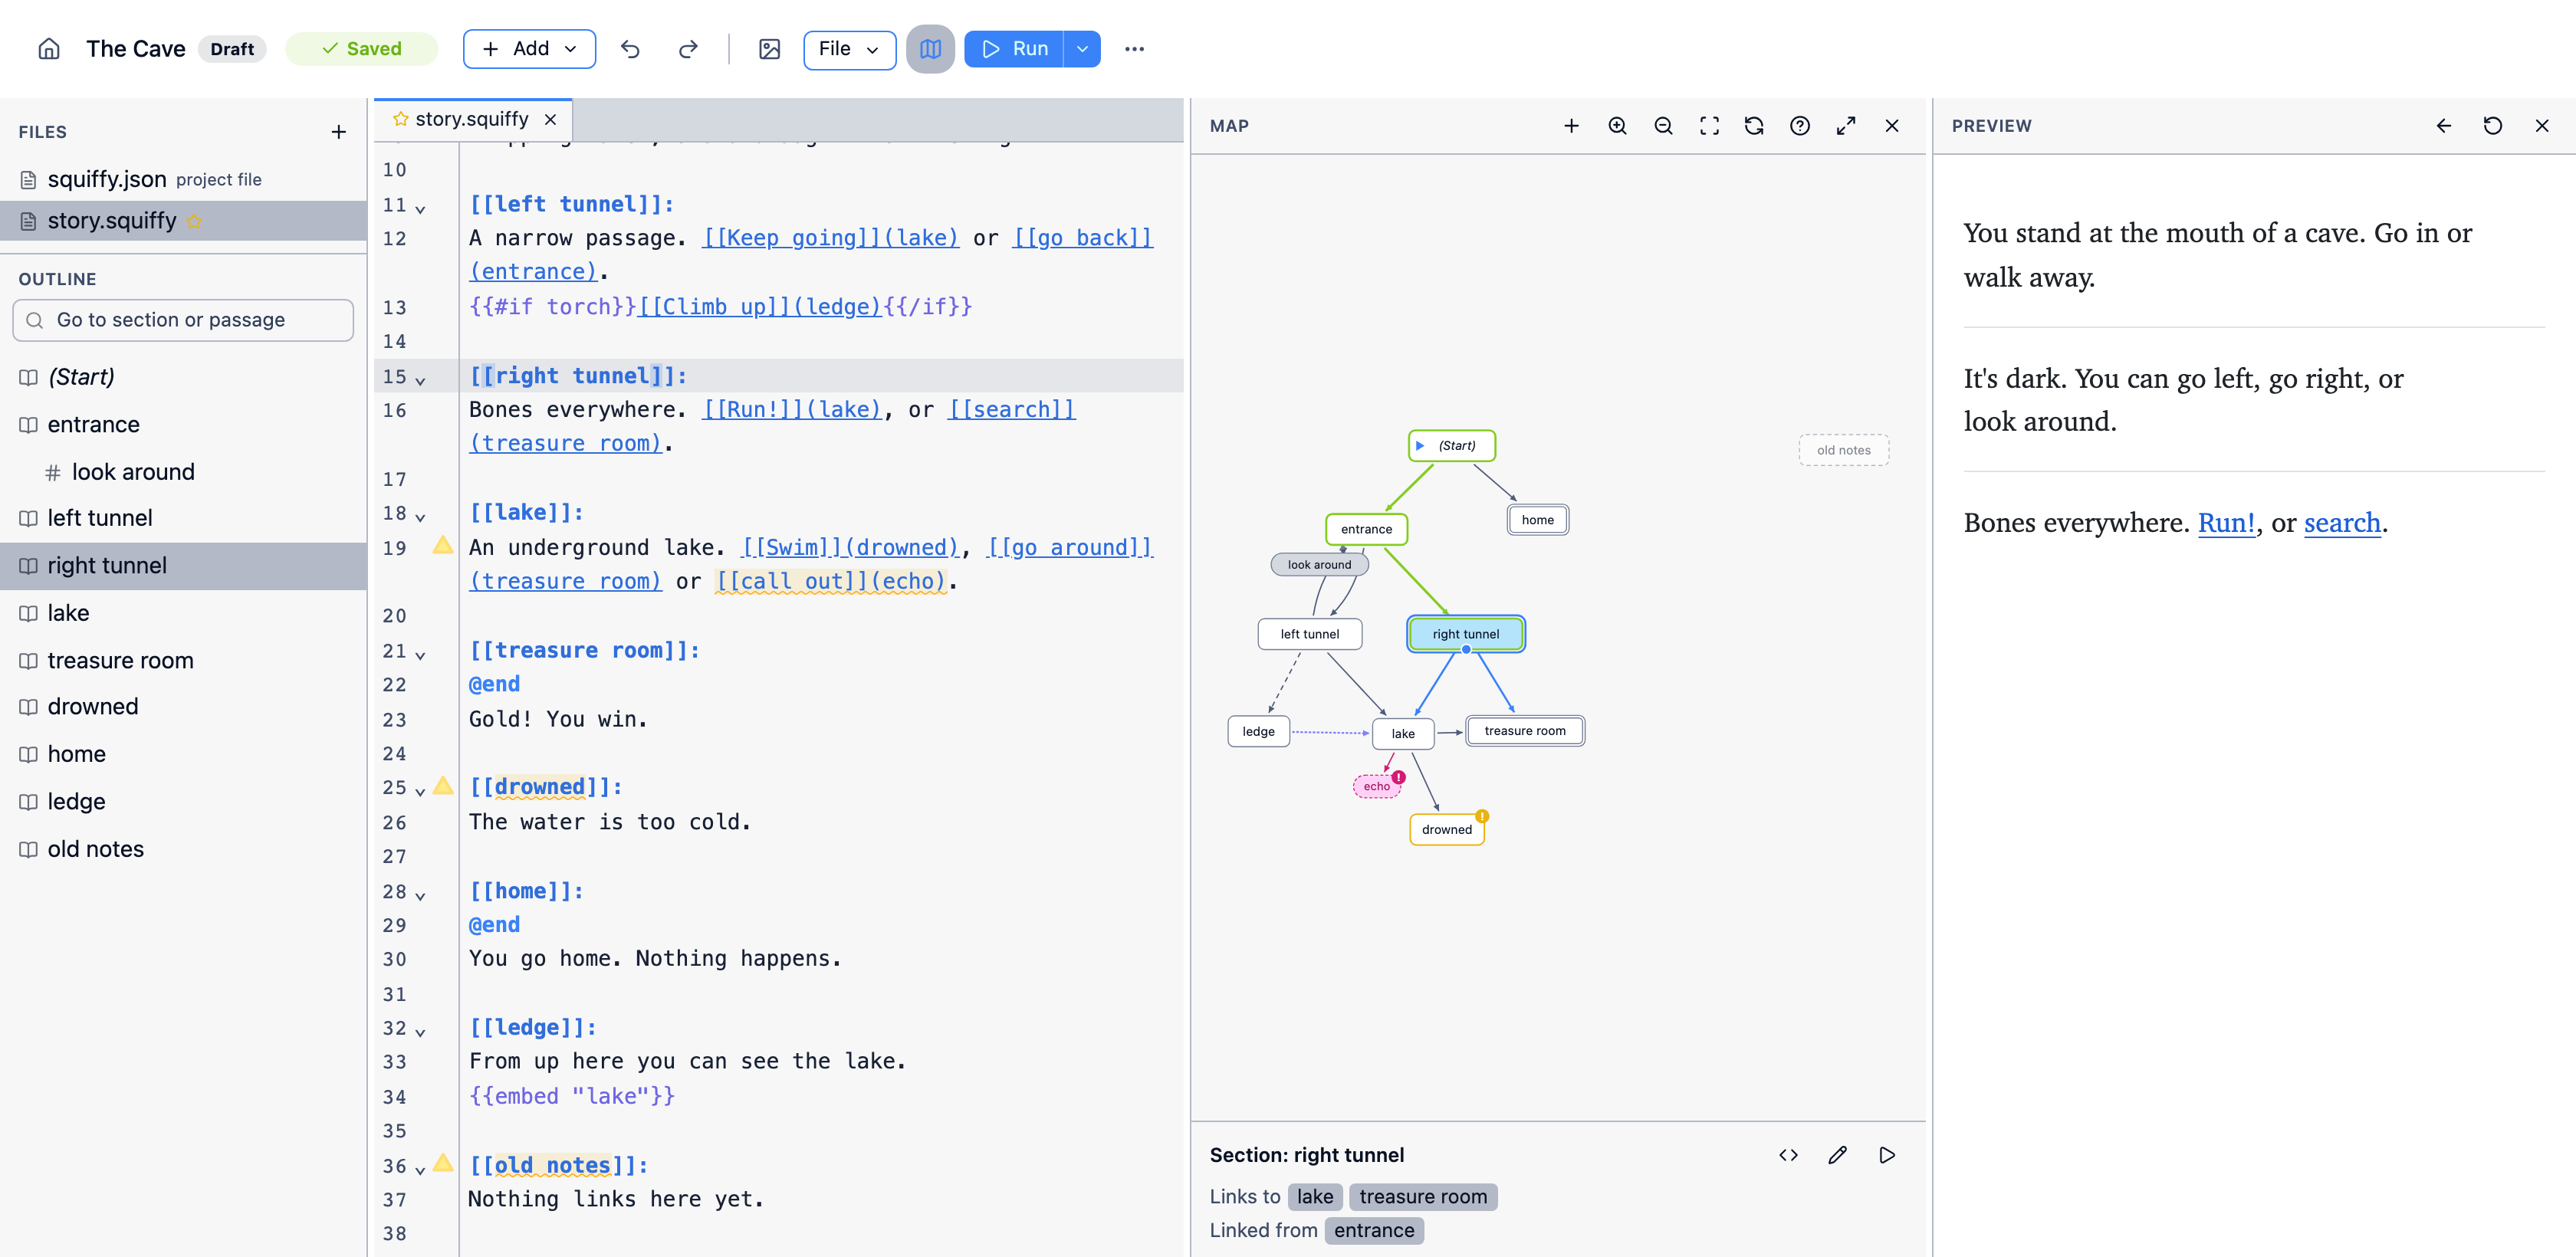 The Cave Draft Saved Add File Run
FILES
squiffy.json project file
story.squiffy
OUTLINE
Go to section or passage
(Start)
entrance
# look around
left tunnel
right tunnel
lake
treasure room
drowned
home
ledge
old notes
story.squiffy
10
11 [[left tunnel]]:
12 A narrow passage. [[Keep going]](lake) or [[go back]]
(entrance).
13 {{#if torch}}[[Climb up]](ledge){{/if}}
14
15 [[right tunnel]]:
16 Bones everywhere. [[Run!]](lake), or [[search]]
(treasure room).
17
18 [[lake]]:
19 An underground lake. [[Swim]](drowned), [[go around]]
(treasure room) or [[call out]](echo).
20
21 [[treasure room]]:
22 @end
23 Gold! You win.
24
25 [[drowned]]:
26 The water is too cold.
27
28 [[home]]:
29 @end
30 You go home. Nothing happens.
31
32 [[ledge]]:
33 From up here you can see the lake.
34 {{embed "lake"}}
35
36 [[old notes]]:
37 Nothing links here yet.
38
MAP
(Start)
old notes
home
entrance
look around
left tunnel
right tunnel
ledge
lake
treasure room
echo
drowned
Section: right tunnel
Links to lake treasure room
Linked from entrance
PREVIEW
You stand at the mouth of a cave. Go in or
walk away.
It's dark. You can go left, go right, or
look around.
Bones everywhere. Run!, or search.